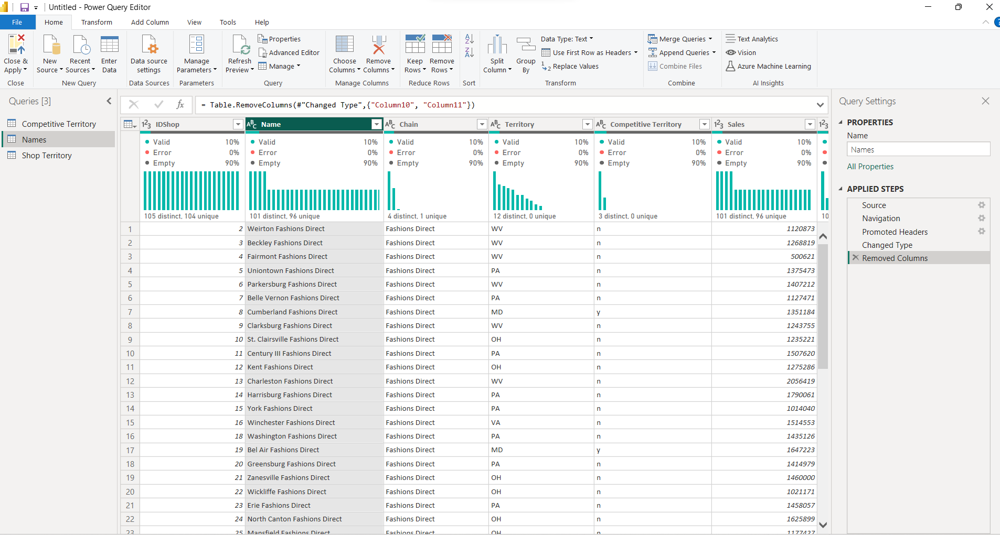 Untitled - Power Query Editor
File Home Transform Add Column View Tools Help
Close & Apply
Close
New Source
Recent Sources
Enter Data
New Query
Data source settings
Data Sources
Manage Parameters
Parameters
Refresh Preview
Properties
Advanced Editor
Manage
Query
Choose Columns
Remove Columns
Manage Columns
Keep Rows
Remove Rows
Reduce Rows
Sort
Split Column
Group By
Data Type: Text
Use First Row as Headers
Replace Values
Transform
Merge Queries
Append Queries
Combine Files
Combine
Text Analytics
Vision
Azure Machine Learning
AI Insights
Queries [3]
Competitive Territory
Names
Shop Territory
fx = Table.RemoveColumns(#"Changed Type",{"Column10", "Column11"})
IDShop Name Chain Territory Competitive Territory Sales
Valid 10% Valid 10% Valid 10% Valid 10% Valid 10% Valid 10%
Error 0% Error 0% Error 0% Error 0% Error 0% Error 0%
Empty 90% Empty 90% Empty 90% Empty 90% Empty 90% Empty 90%
105 distinct, 104 unique 101 distinct, 96 unique 4 distinct, 1 unique 12 distinct, 0 unique 3 distinct, 0 unique 101 distinct, 96 unique 10
1 2 Weirton Fashions Direct Fashions Direct WV n 1120873
2 3 Beckley Fashions Direct Fashions Direct WV n 1268819
3 4 Fairmont Fashions Direct Fashions Direct WV n 500621
4 5 Uniontown Fashions Direct Fashions Direct PA n 1375473
5 6 Parkersburg Fashions Direct Fashions Direct WV n 1407212
6 7 Belle Vernon Fashions Direct Fashions Direct PA n 1127471
7 8 Cumberland Fashions Direct Fashions Direct MD y 1351184
8 9 Clarksburg Fashions Direct Fashions Direct WV n 1243755
9 10 St. Clairsville Fashions Direct Fashions Direct OH n 1235221
10 11 Century III Fashions Direct Fashions Direct PA n 1507620
11 12 Kent Fashions Direct Fashions Direct OH n 1275286
12 13 Charleston Fashions Direct Fashions Direct WV n 2056419
13 14 Harrisburg Fashions Direct Fashions Direct PA n 1790061
14 15 York Fashions Direct Fashions Direct PA n 1014040
15 16 Winchester Fashions Direct Fashions Direct VA n 1514553
16 18 Washington Fashions Direct Fashions Direct PA n 1435126
17 19 Bel Air Fashions Direct Fashions Direct MD y 1647223
18 20 Greensburg Fashions Direct Fashions Direct PA n 1414979
19 21 Zanesville Fashions Direct Fashions Direct OH n 1460000
20 22 Wickliffe Fashions Direct Fashions Direct OH n 1021171
21 23 Erie Fashions Direct Fashions Direct PA n 1458057
22 24 North Canton Fashions Direct Fashions Direct OH n 1625899
23 25 Mansfield Fashions Direct Fashions Direct OH n 1177427
Query Settings
PROPERTIES
Name
Names
All Properties
APPLIED STEPS
Source
Navigation
Promoted Headers
Changed Type
Removed Columns